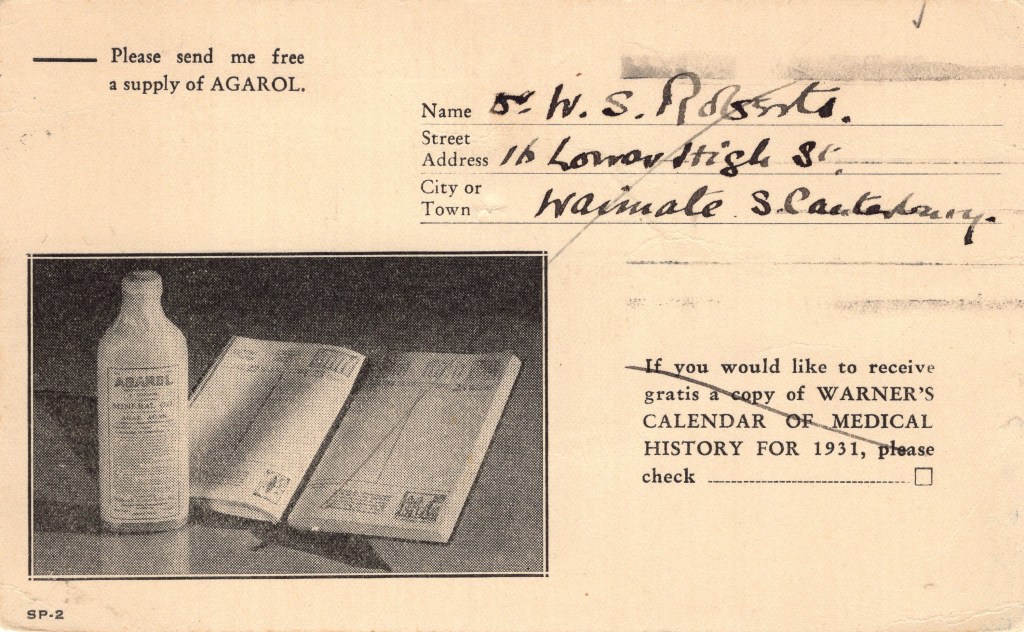 Please send me free
a supply of AGAROL.
Name Dr. W. S. Roberts.
Street
Address 16 Lower High St.
City or
Town Waimate S. Canterbury.
AGAROL
MINERAL OIL
If you would like to receive
gratis a copy of WARNER'S
CALENDAR OF MEDICAL
HISTORY FOR 1931, please
check
SP-2